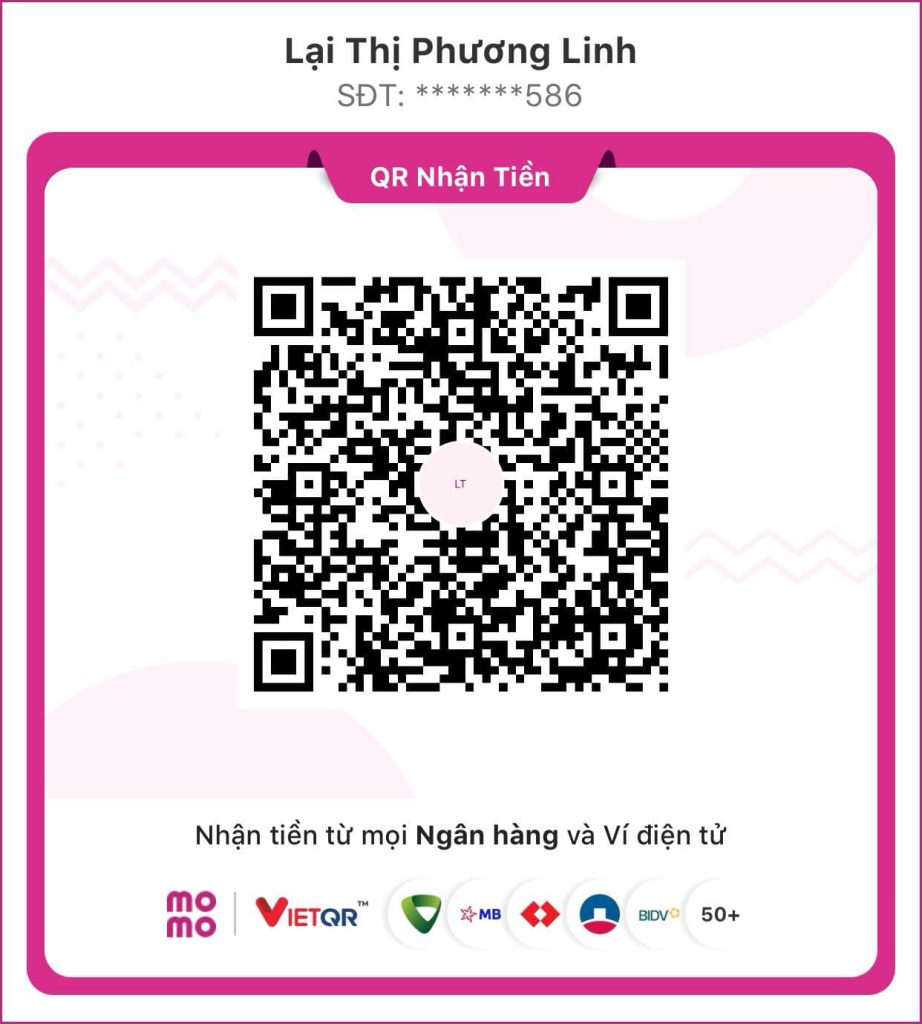 Lại Thị Phương Linh
SĐT: *******586
QR Nhận Tiền
LT
Nhận tiền từ mọi Ngân hàng và Ví điện tử
mo
mo
VIETQR™
MB
BIDV
50+